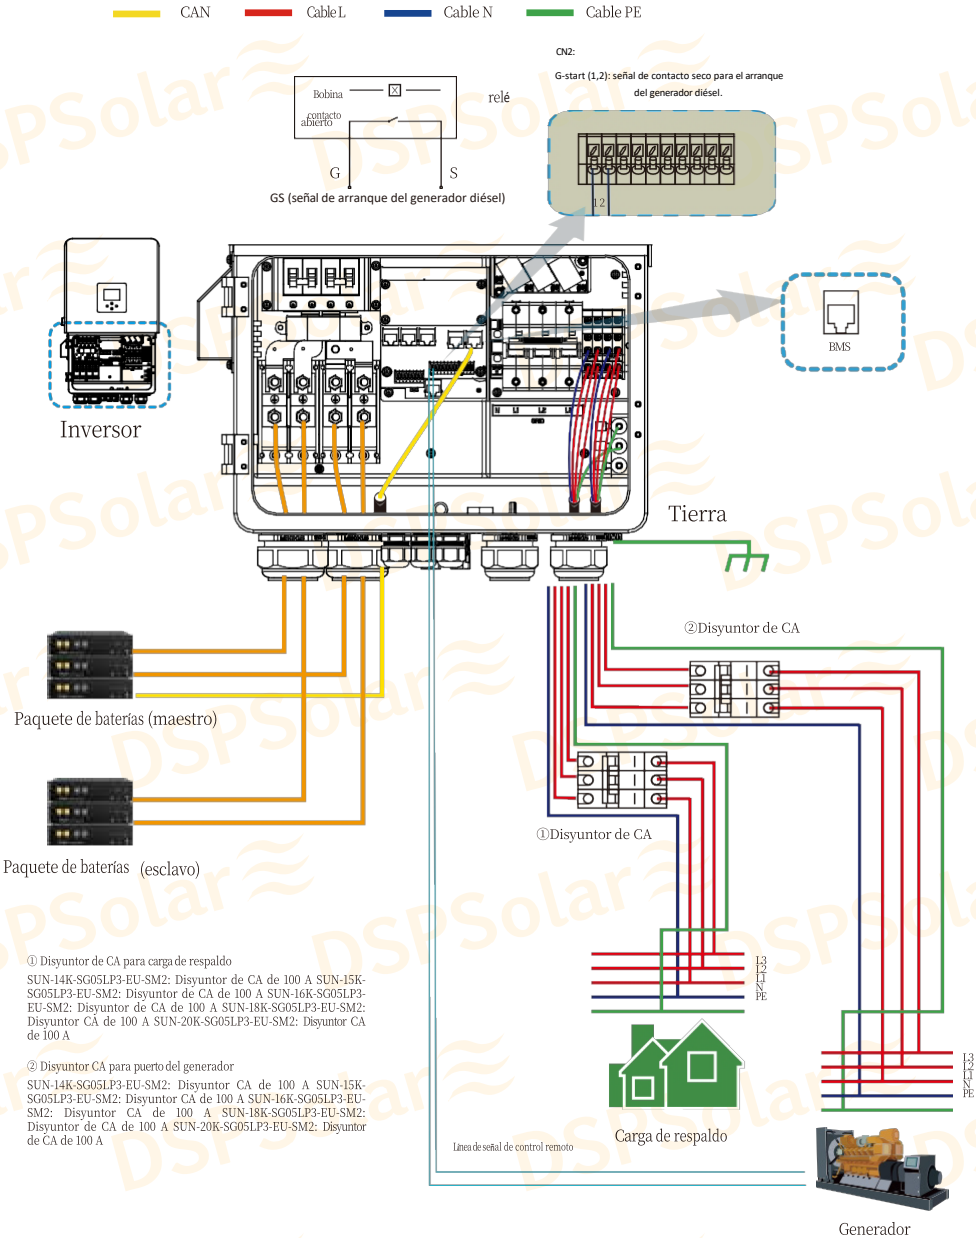 CAN
Cable L
Cable N
Cable PE
CN2:
G-start (1,2): señal de contacto seco para el arranque
del generador diésel.
Bobina
relé
contacto
abierto
G
S
GS (señal de arranque del generador diésel)
1 2
BMS
Inversor
N L1 L2 L3
GRID
Tierra
②Disyuntor de CA
Paquete de baterías (maestro)
①Disyuntor de CA
Paquete de baterías (esclavo)
① Disyuntor de CA para carga de respaldo
SUN-14K-SG05LP3-EU-SM2: Disyuntor de CA de 100 A SUN-15K-
SG05LP3-EU-SM2: Disyuntor de CA de 100 A SUN-16K-SG05LP3-
EU-SM2: Disyuntor de CA de 100 A SUN-18K-SG05LP3-EU-SM2:
Disyuntor CA de 100 A SUN-20K-SG05LP3-EU-SM2: Disyuntor CA
de 100 A
L3
L2
L1
N
PE
② Disyuntor CA para puerto del generador
SUN-14K-SG05LP3-EU-SM2: Disyuntor CA de 100 A SUN-15K-
SG05LP3-EU-SM2: Disyuntor CA de 100 A SUN-16K-SG05LP3-EU-
SM2: Disyuntor CA de 100 A SUN-18K-SG05LP3-EU-SM2:
Disyuntor de CA de 100 A SUN-20K-SG05LP3-EU-SM2: Disyuntor
de CA de 100 A
L3
L2
L1
N
PE
Carga de respaldo
Línea de señal de control remoto
Generador
DSPSolar